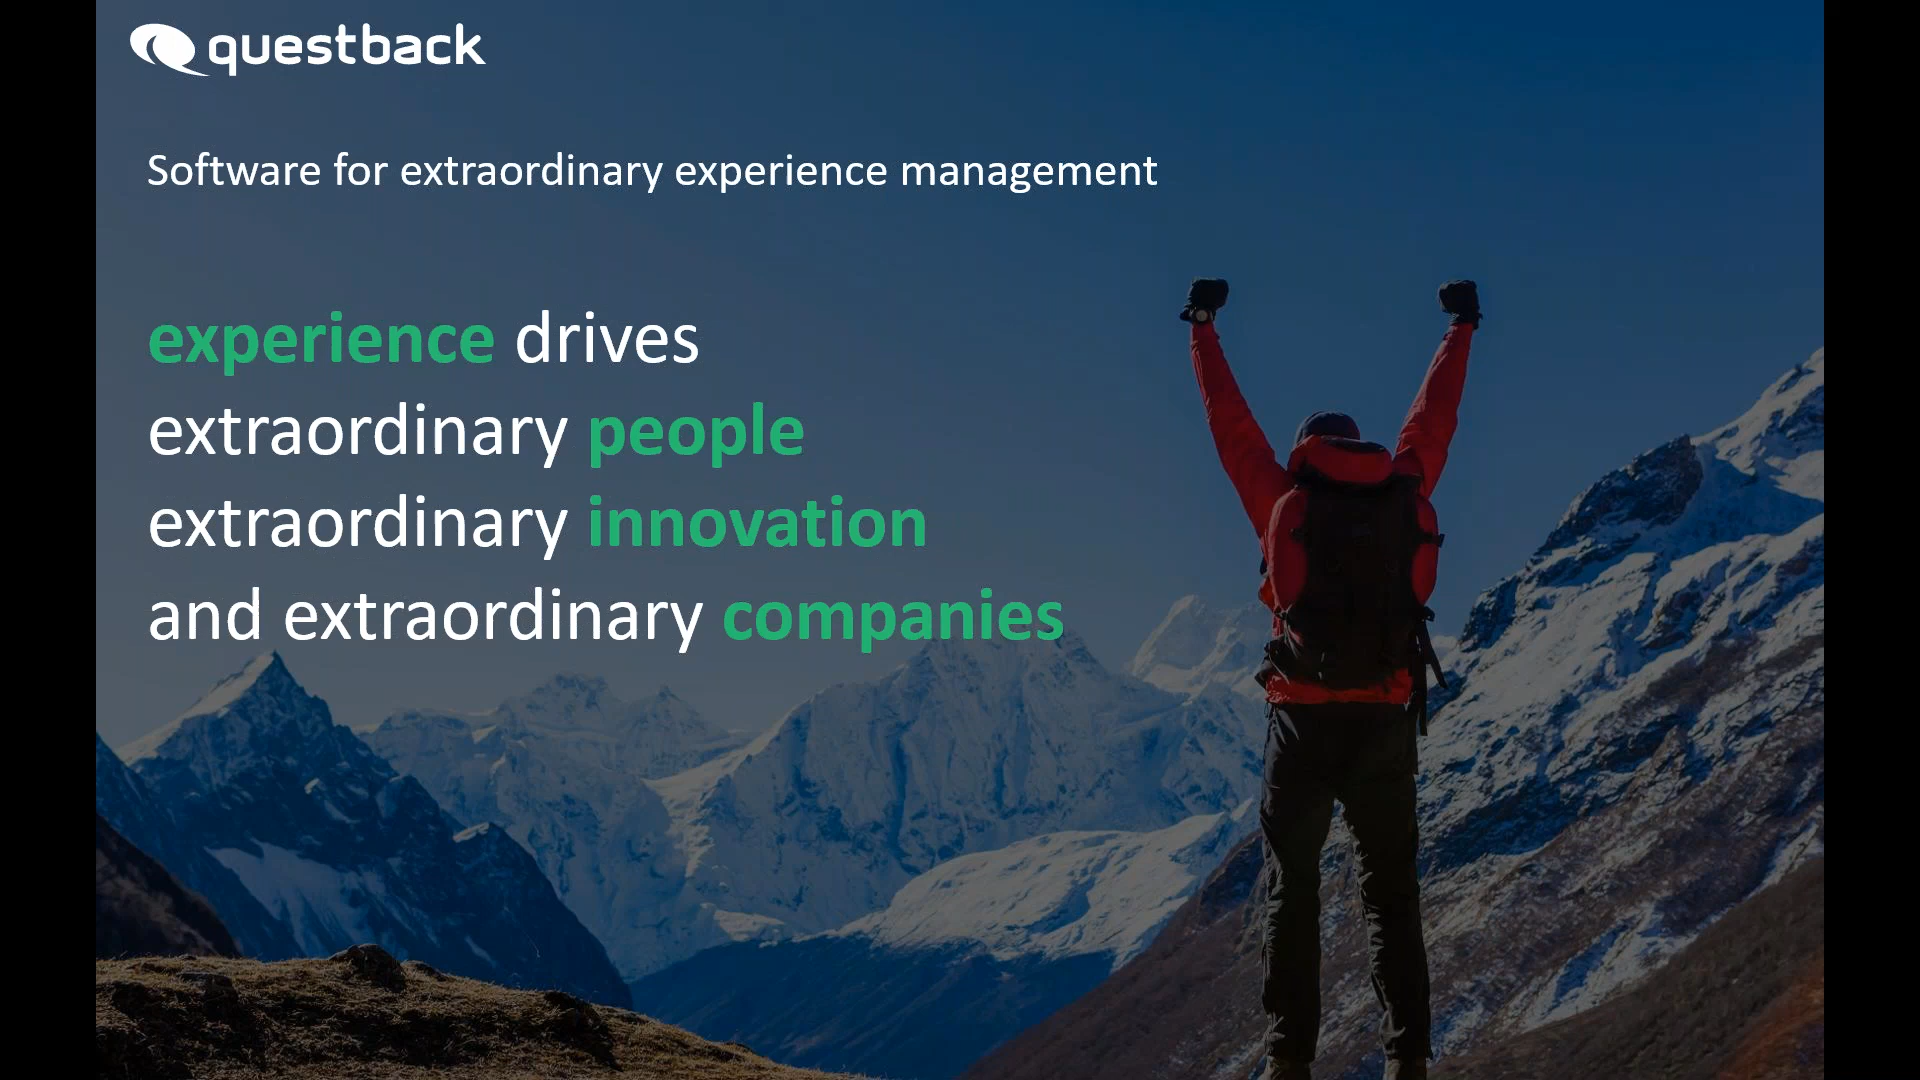 questback
Software for extraordinary experience management
experience drives
extraordinary people
extraordinary innovation
and extraordinary companies